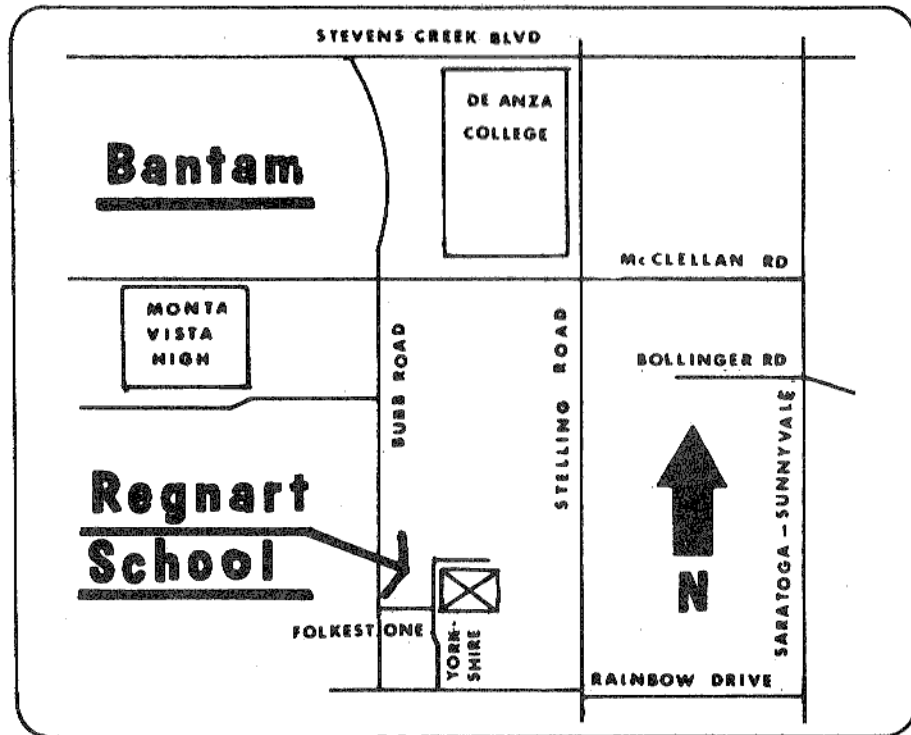 STEVENS CREEK BLVD
DE ANZA
COLLEGE
Bantam
McCLELLAN RD
MONTA
VISTA
HIGH
BUBB ROAD
STELLING ROAD
BOLLINGER RD
SARATOGA - SUNNYVALE
Regnart
School
N
FOLKESTONE
YORK-
SHIRE
RAINBOW DRIVE